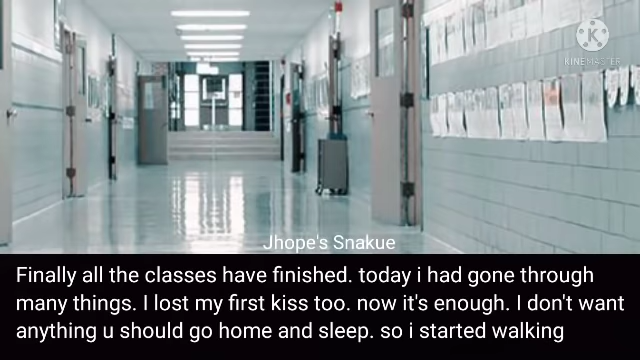 KINEMASTER
Jhope's Snakue
Finally all the classes have finished. today i had gone through
many things. I lost my first kiss too. now it's enough. I don't want
anything u should go home and sleep. so i started walking